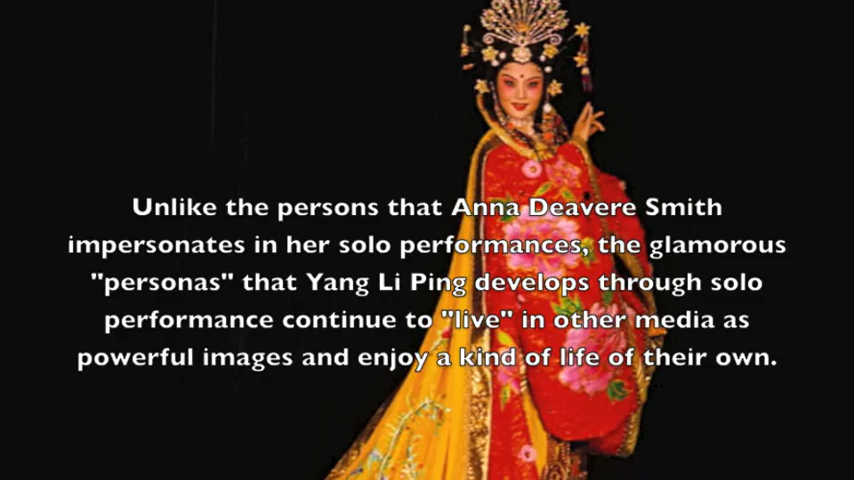 Unlike the persons that Anna Deavere Smith
impersonates in her solo performances, the glamorous
"personas" that Yang Li Ping develops through solo
performance continue to "live" in other media as
powerful images and enjoy a kind of life of their own.